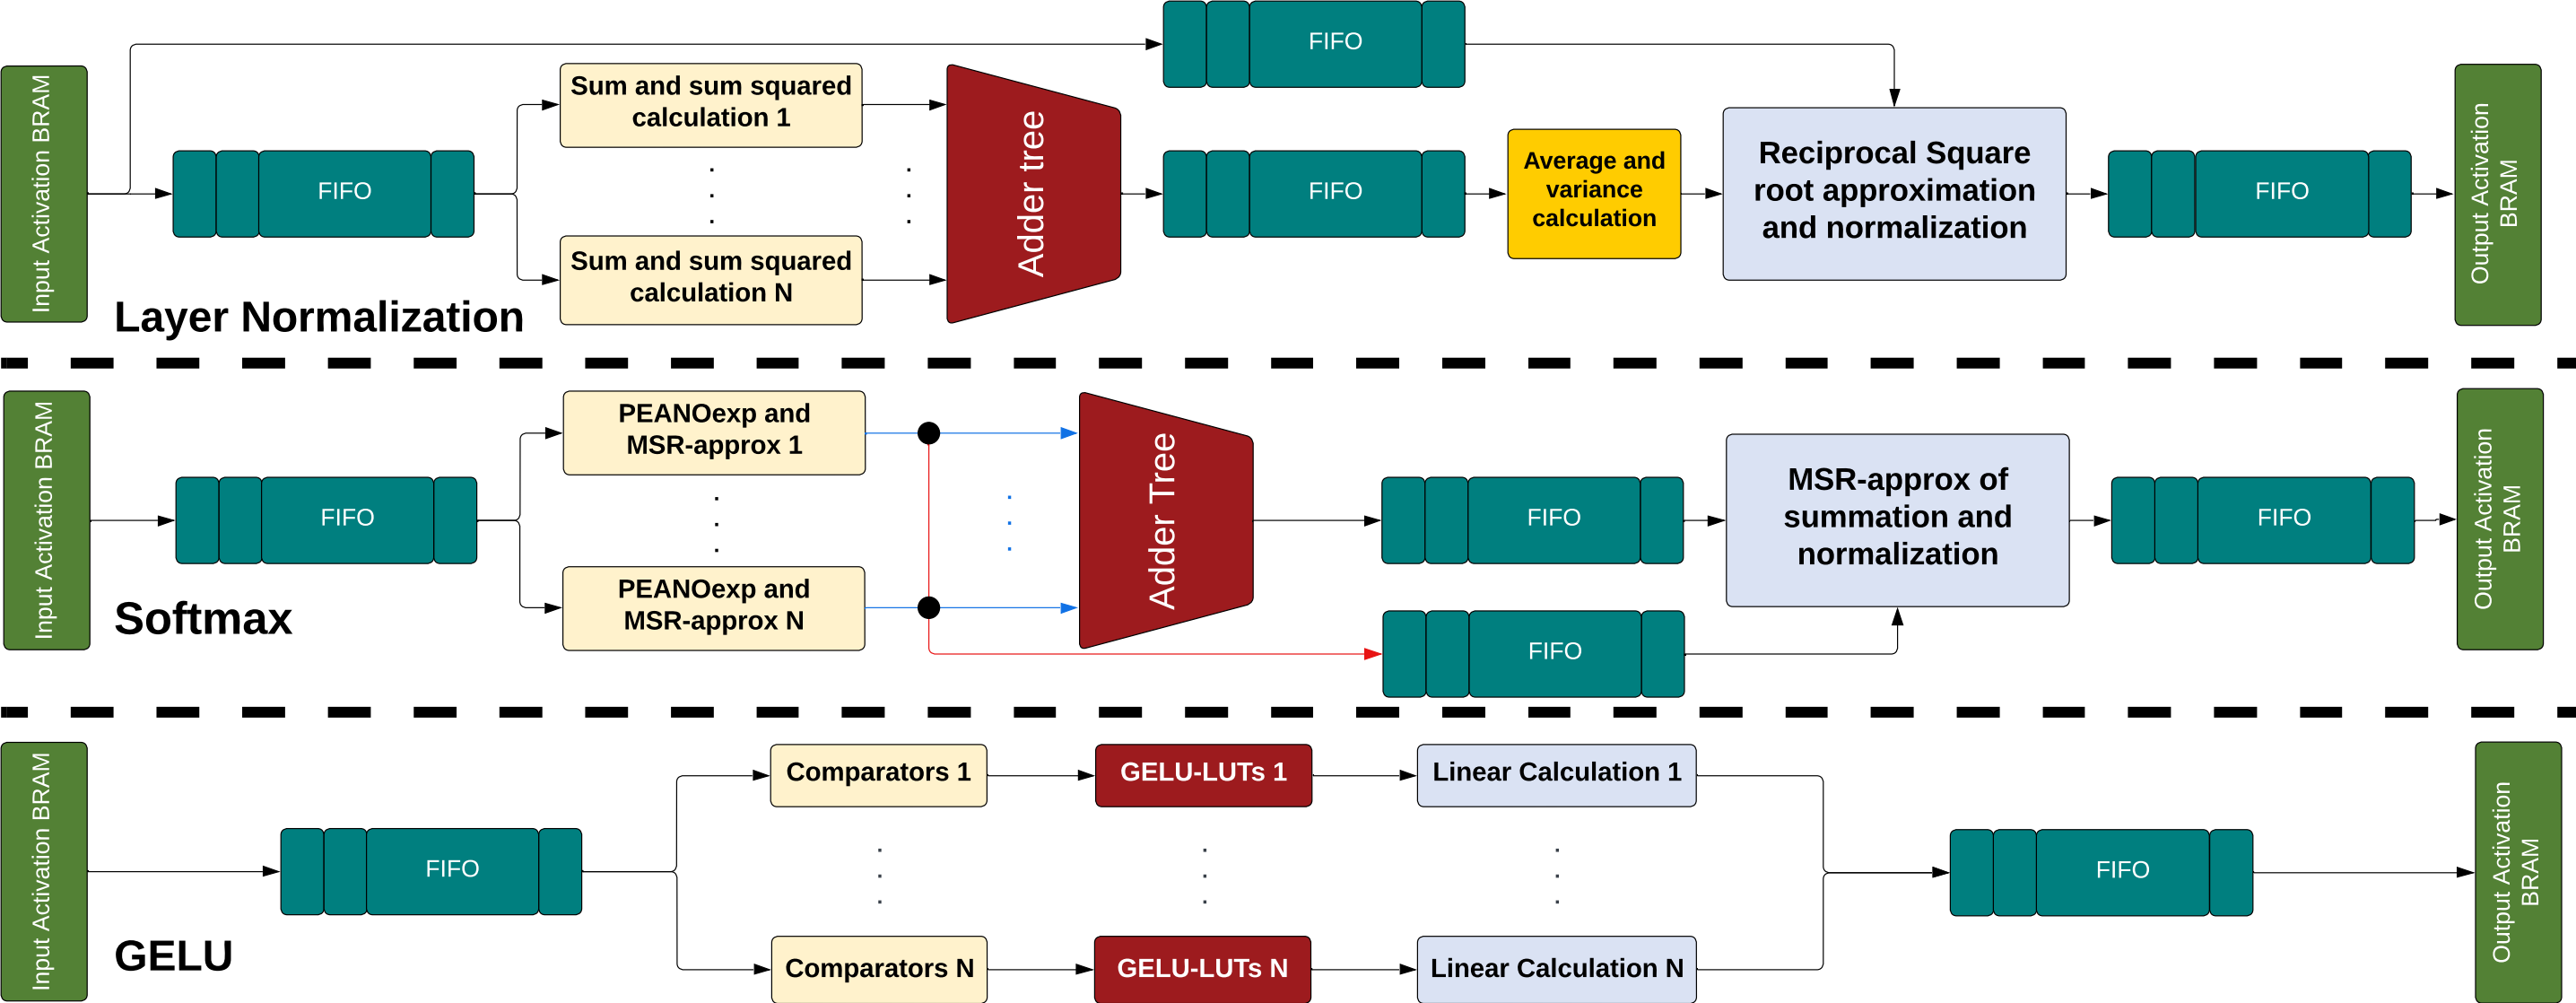 FIFO
Input Activation BRAM
Sum and sum squared
calculation 1
Adder tree
Output Activation
BRAM
FIFO
FIFO
Average and
variance
calculation
Reciprocal Square
root approximation
and normalization
FIFO
Sum and sum squared
calculation N
Layer Normalization
Input Activation BRAM
PEANOexp and
MSR-approx 1
Adder Tree
Output Activation
BRAM
FIFO
FIFO
MSR-approx of
summation and
normalization
FIFO
PEANOexp and
MSR-approx N
Softmax
FIFO
Input Activation BRAM
Comparators 1
GELU-LUTs 1
Linear Calculation 1
Output Activation
BRAM
FIFO
FIFO
GELU
Comparators N
GELU-LUTs N
Linear Calculation N